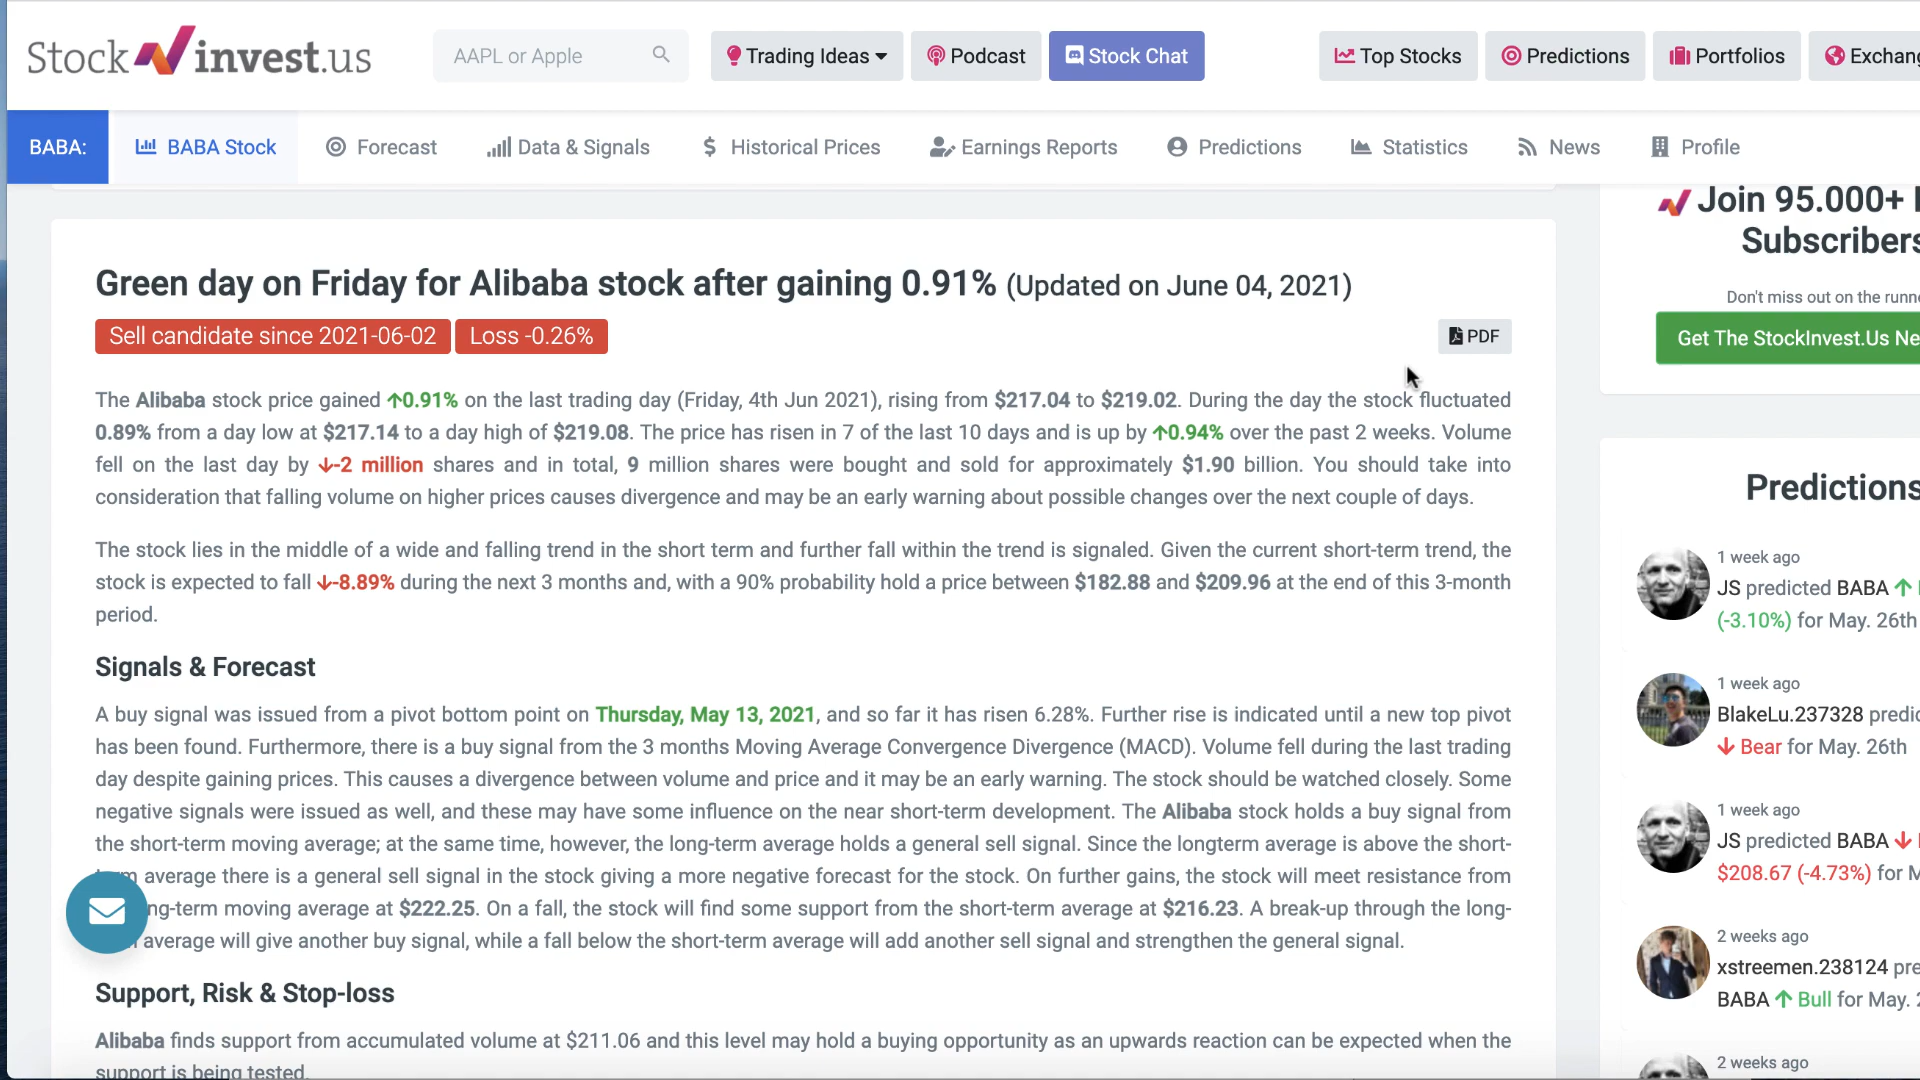 Stock invest.us
AAPL or Apple
Trading Ideas
Podcast
Stock Chat
Top Stocks
Predictions
Portfolios
BABA:
BABA Stock
Forecast
Data & Signals
Historical Prices
Earnings Reports
Predictions
Statistics
News
Profile
Green day on Friday for Alibaba stock after gaining 0.91% (Updated on June 04, 2021)
Sell candidate since 2021-06-02
Loss -0.26%
PDF
The Alibaba stock price gained ↑0.91% on the last trading day (Friday, 4th Jun 2021), rising from $217.04 to $219.02. During the day the stock fluctuated
0.89% from a day low at $217.14 to a day high of $219.08. The price has risen in 7 of the last 10 days and is up by ↑0.94% over the past 2 weeks. Volume
fell on the last day by ↓-2 million shares and in total, 9 million shares were bought and sold for approximately $1.90 billion. You should take into
consideration that falling volume on higher prices causes divergence and may be an early warning about possible changes over the next couple of days.
The stock lies in the middle of a wide and falling trend in the short term and further fall within the trend is signaled. Given the current short-term trend, the
stock is expected to fall ↓-8.89% during the next 3 months and, with a 90% probability hold a price between $182.88 and $209.96 at the end of this 3-month
period.
Signals & Forecast
A buy signal was issued from a pivot bottom point on Thursday, May 13, 2021, and so far it has risen 6.28%. Further rise is indicated until a new top pivot
has been found. Furthermore, there is a buy signal from the 3 months Moving Average Convergence Divergence (MACD). Volume fell during the last trading
day despite gaining prices. This causes a divergence between volume and price and it may be an early warning. The stock should be watched closely. Some
negative signals were issued as well, and these may have some influence on the near short-term development. The Alibaba stock holds a buy signal from
the short-term moving average; at the same time, however, the long-term average holds a general sell signal. Since the longterm average is above the short-
average there is a general sell signal in the stock giving a more negative forecast for the stock. On further gains, the stock will meet resistance from
ng-term moving average at $222.25. On a fall, the stock will find some support from the short-term average at $216.23. A break-up through the long-
average will give another buy signal, while a fall below the short-term average will add another sell signal and strengthen the general signal.
Support, Risk & Stop-loss
Alibaba finds support from accumulated volume at $211.06 and this level may hold a buying opportunity as an upwards reaction can be expected when the
support is being tested.
Join 95.000+
Subscribers
Don't miss out on the
Get The StockInvest.Us
Predictions
1 week ago
JS predicted BABA ↑
(-3.10%) for May. 26th
1 week ago
BlakeLu.237328
↓ Bear for May. 26th
1 week ago
JS predicted BABA ↓
$208.67 (-4.73%) for
2 weeks ago
xstreemen.238124
BABA ↑ Bull for May.
2 weeks ago